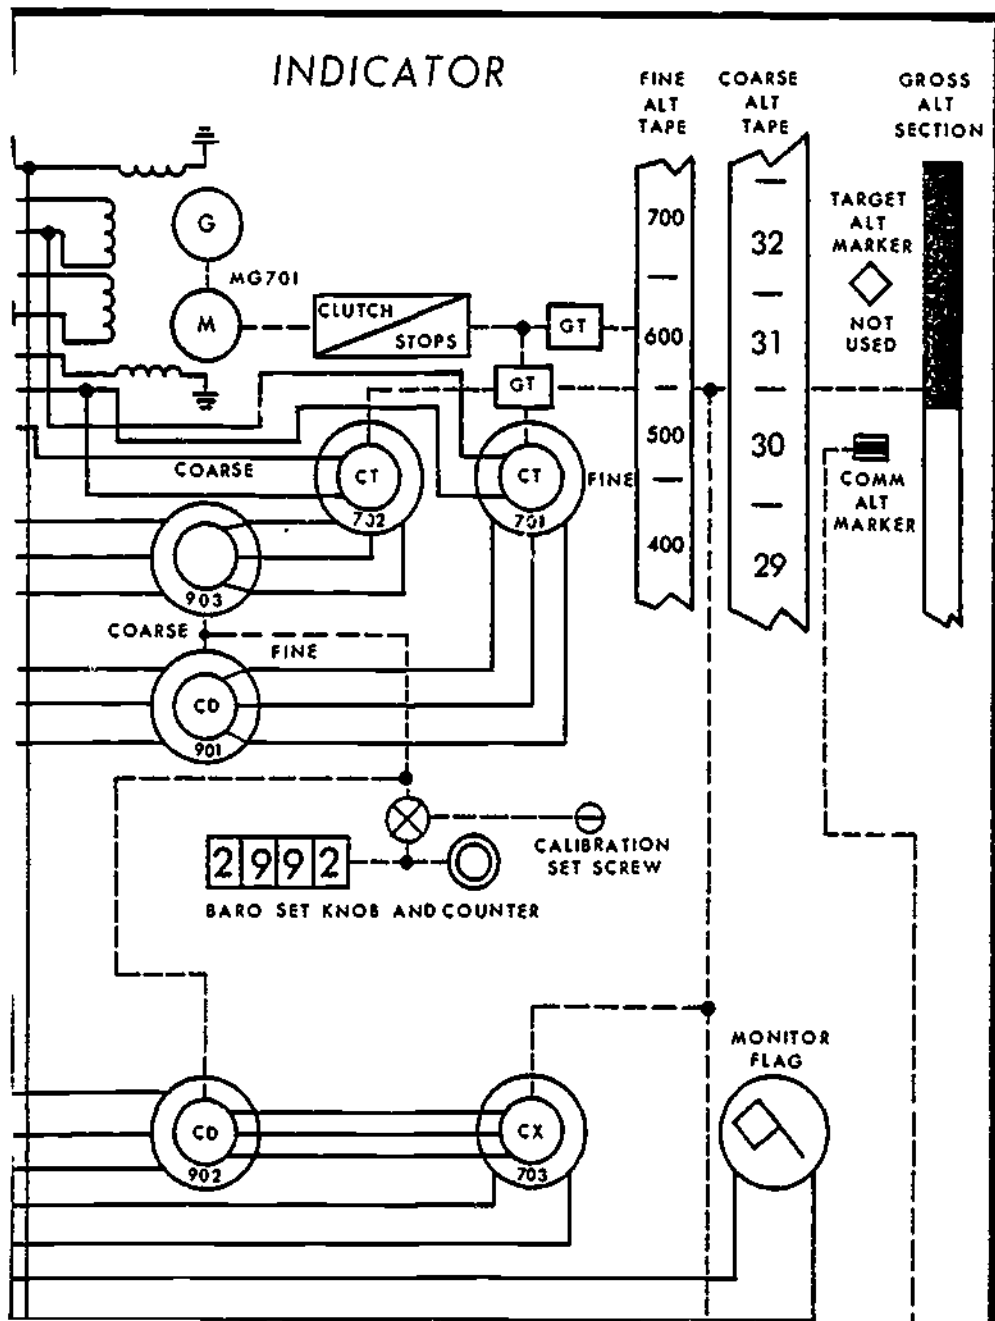 INDICATOR
FINE
ALT
TAPE
COARSE
ALT
TAPE
GROSS
ALT
SECTION
G
MG701
M
CLUTCH
STOPS
GT
GT
700
600
500
400
32
31
30
29
TARGET
ALT
MARKER
NOT
USED
COARSE
CT
702
CT
701
FINE
COMM
ALT
MARKER
903
COARSE
FINE
CD
901
2992
CALIBRATION
SET SCREW
BARO SET KNOB AND COUNTER
MONITOR
FLAG
CD
902
CX
703